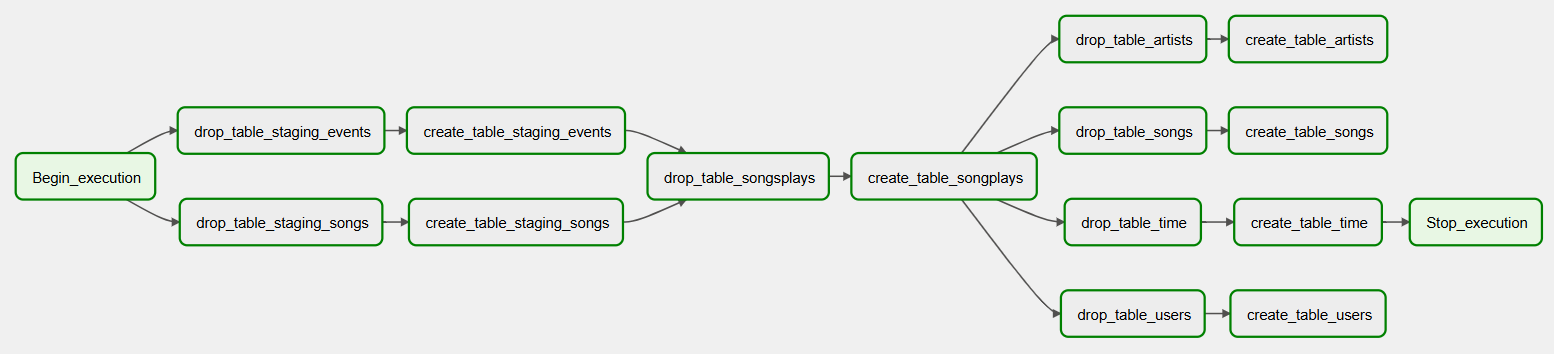 Begin_execution
drop_table_staging_events
create_table_staging_events
drop_table_staging_songs
create_table_staging_songs
drop_table_songsplays
create_table_songplays
drop_table_artists
create_table_artists
drop_table_songs
create_table_songs
drop_table_time
create_table_time
Stop_execution
drop_table_users
create_table_users